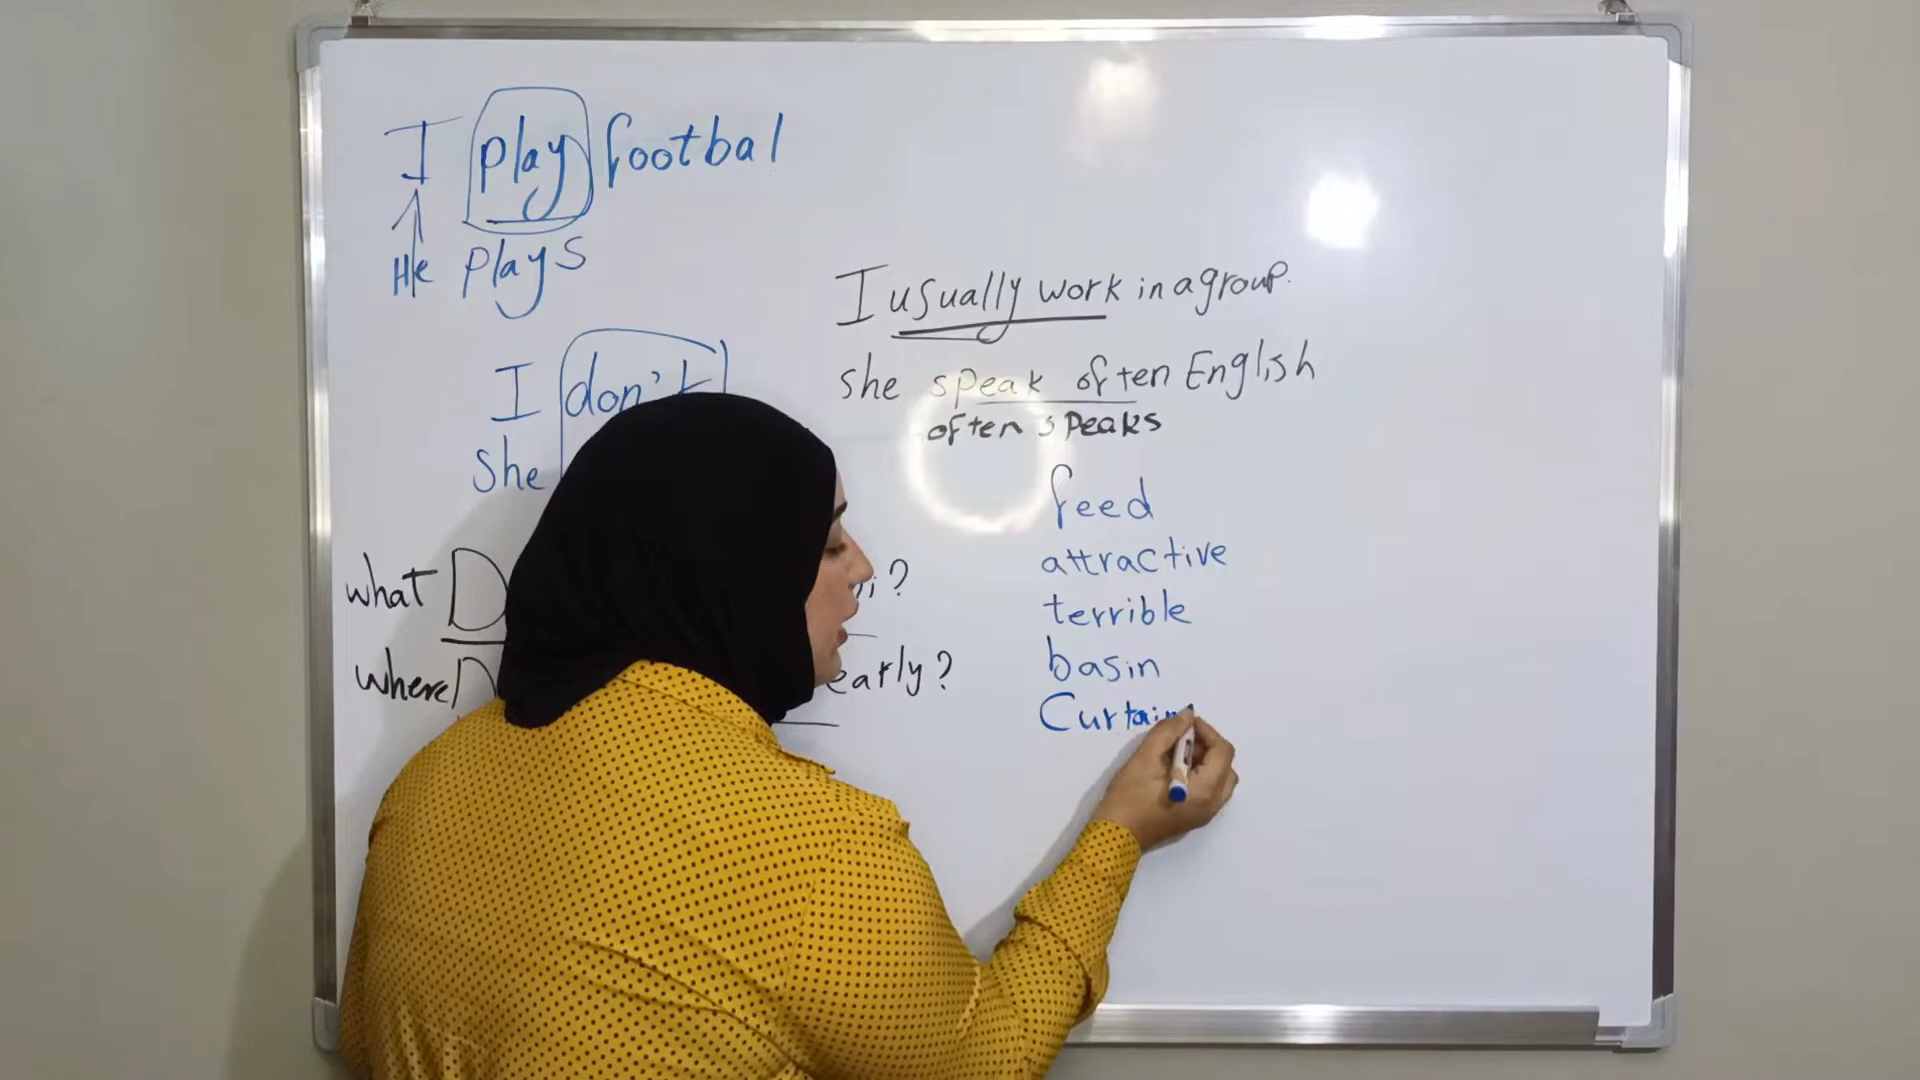 I play footbal
He plays
I don't
she
what D
where D early?
I usually work in a group.
she speak often English
often speaks
feed
attractive
terrible
basin
Curtain